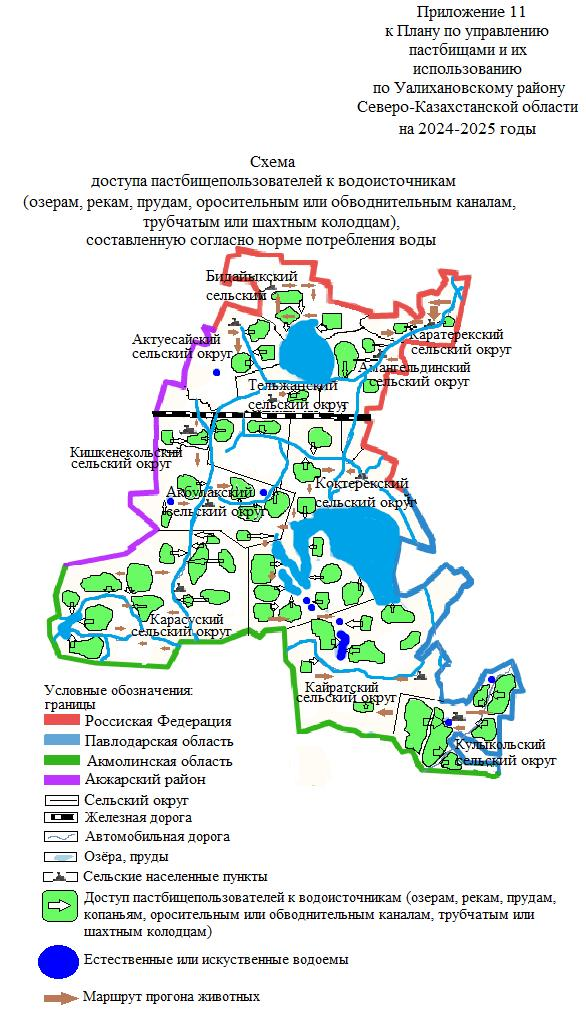 Приложение 11
к Плану по управлению
пастбищами и их
использованию
по Уалихановскому району
Северо-Казахстанской области
на 2024-2025 годы
Схема
доступа пастбищепользователей к водоисточникам
(озерам, рекам, прудам, оросительным или обводнительным каналам,
трубчатым или шахтным колодцам),
составленную согласно норме потребления воды
Бидайыкский
сельский округ
Актуесайский
сельский округ
Каратерекский
сельский округ
Амангельдинский
сельский округ
Тельжанский
сельский округ
Кишкенекольский
сельский округ
Акбулакский
сельский округ
Коктерекский
сельский округ
Карасуский
сельский округ
Кайратский
сельский округ
Кулыкольский
сельский округ
Условные обозначения:
границы
Россиская Федерация
Павлодарская область
Акмолинская область
Акжарский район
Сельский округ
Железная дорога
Автомобильная дорога
Озёра, пруды
Сельские населенные пункты
Доступ пастбищепользователей к водоисточникам (озерам, рекам, прудам,
копаньям, оросительным или обводнительным каналам, трубчатым или
шахтным колодцам)
Естественные или искуственные водоемы
Маршрут прогона животных